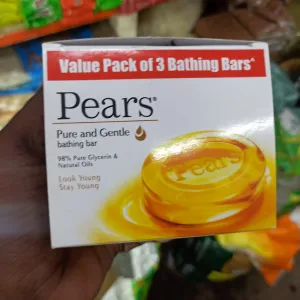 Value Pack of 3 Bathing Bars^
Pears®
Pure and Gentle
bathing bar
98% Pure Glycerin &
Natural Oils
Look Young
Stay Young
Pears